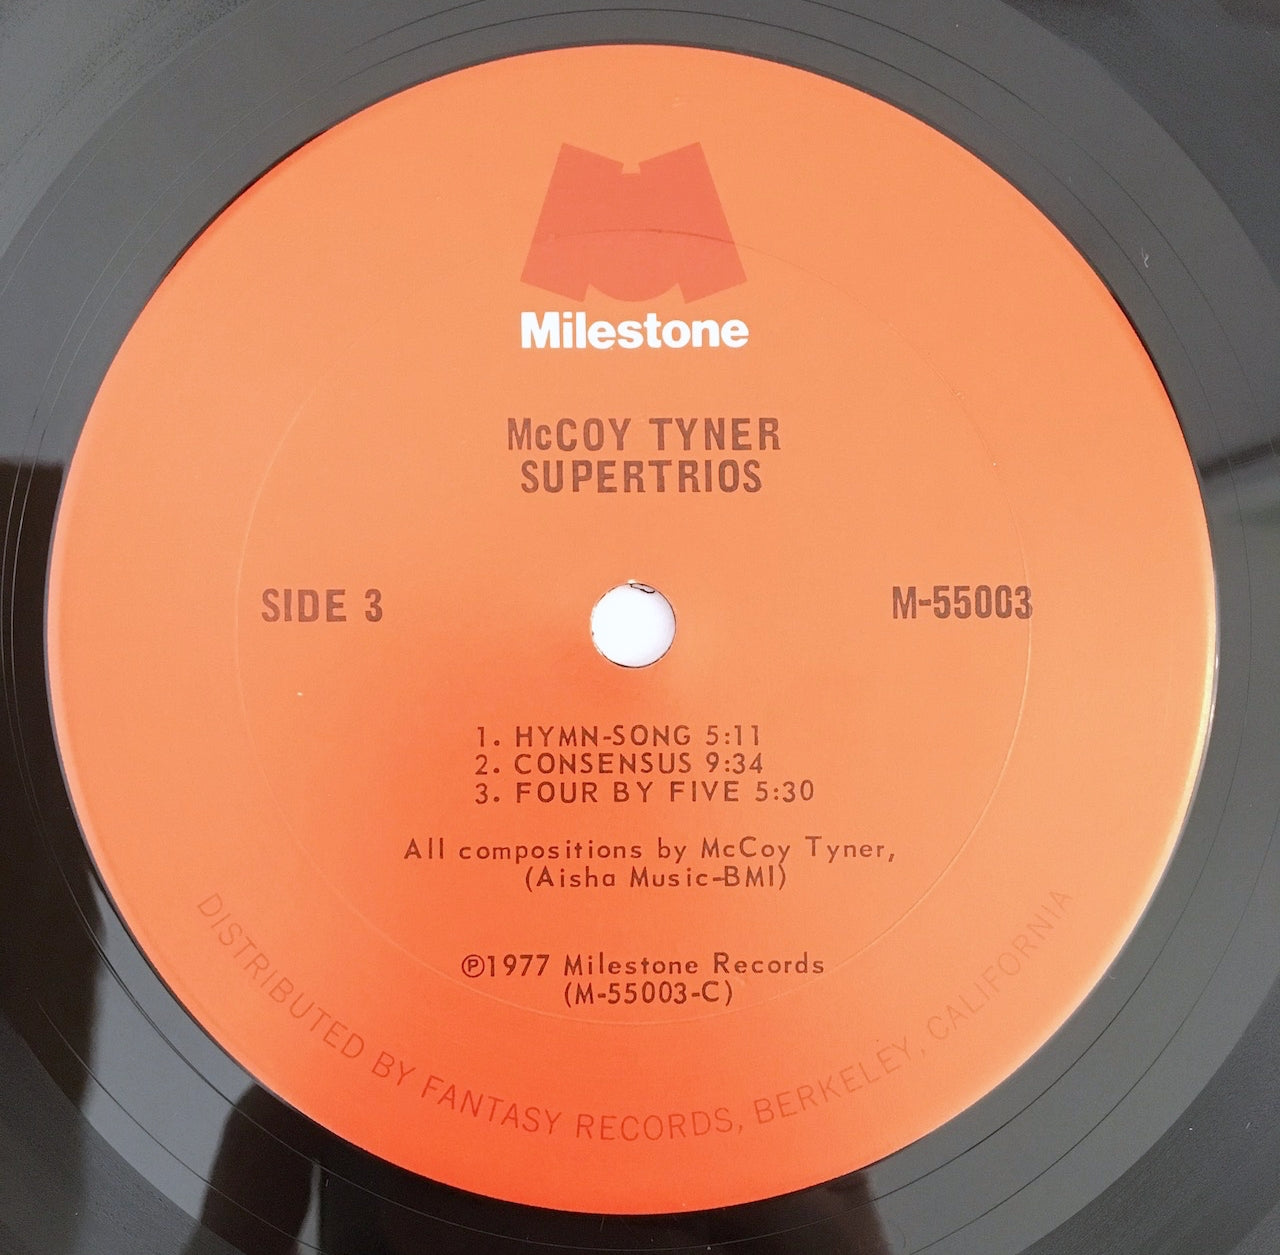 Milestone
McCOY TYNER
SUPERTRIOS
SIDE 3
M-55003
1. HYMN-SONG 5:11
2. CONSENSUS 9:34
3. FOUR BY FIVE 5:30
All compositions by McCoy Tyner,
(Aisha Music-BMI)
℗1977 Milestone Records
(M-55003-C)
DISTRIBUTED BY FANTASY RECORDS, BERKELEY, CALIFORNIA